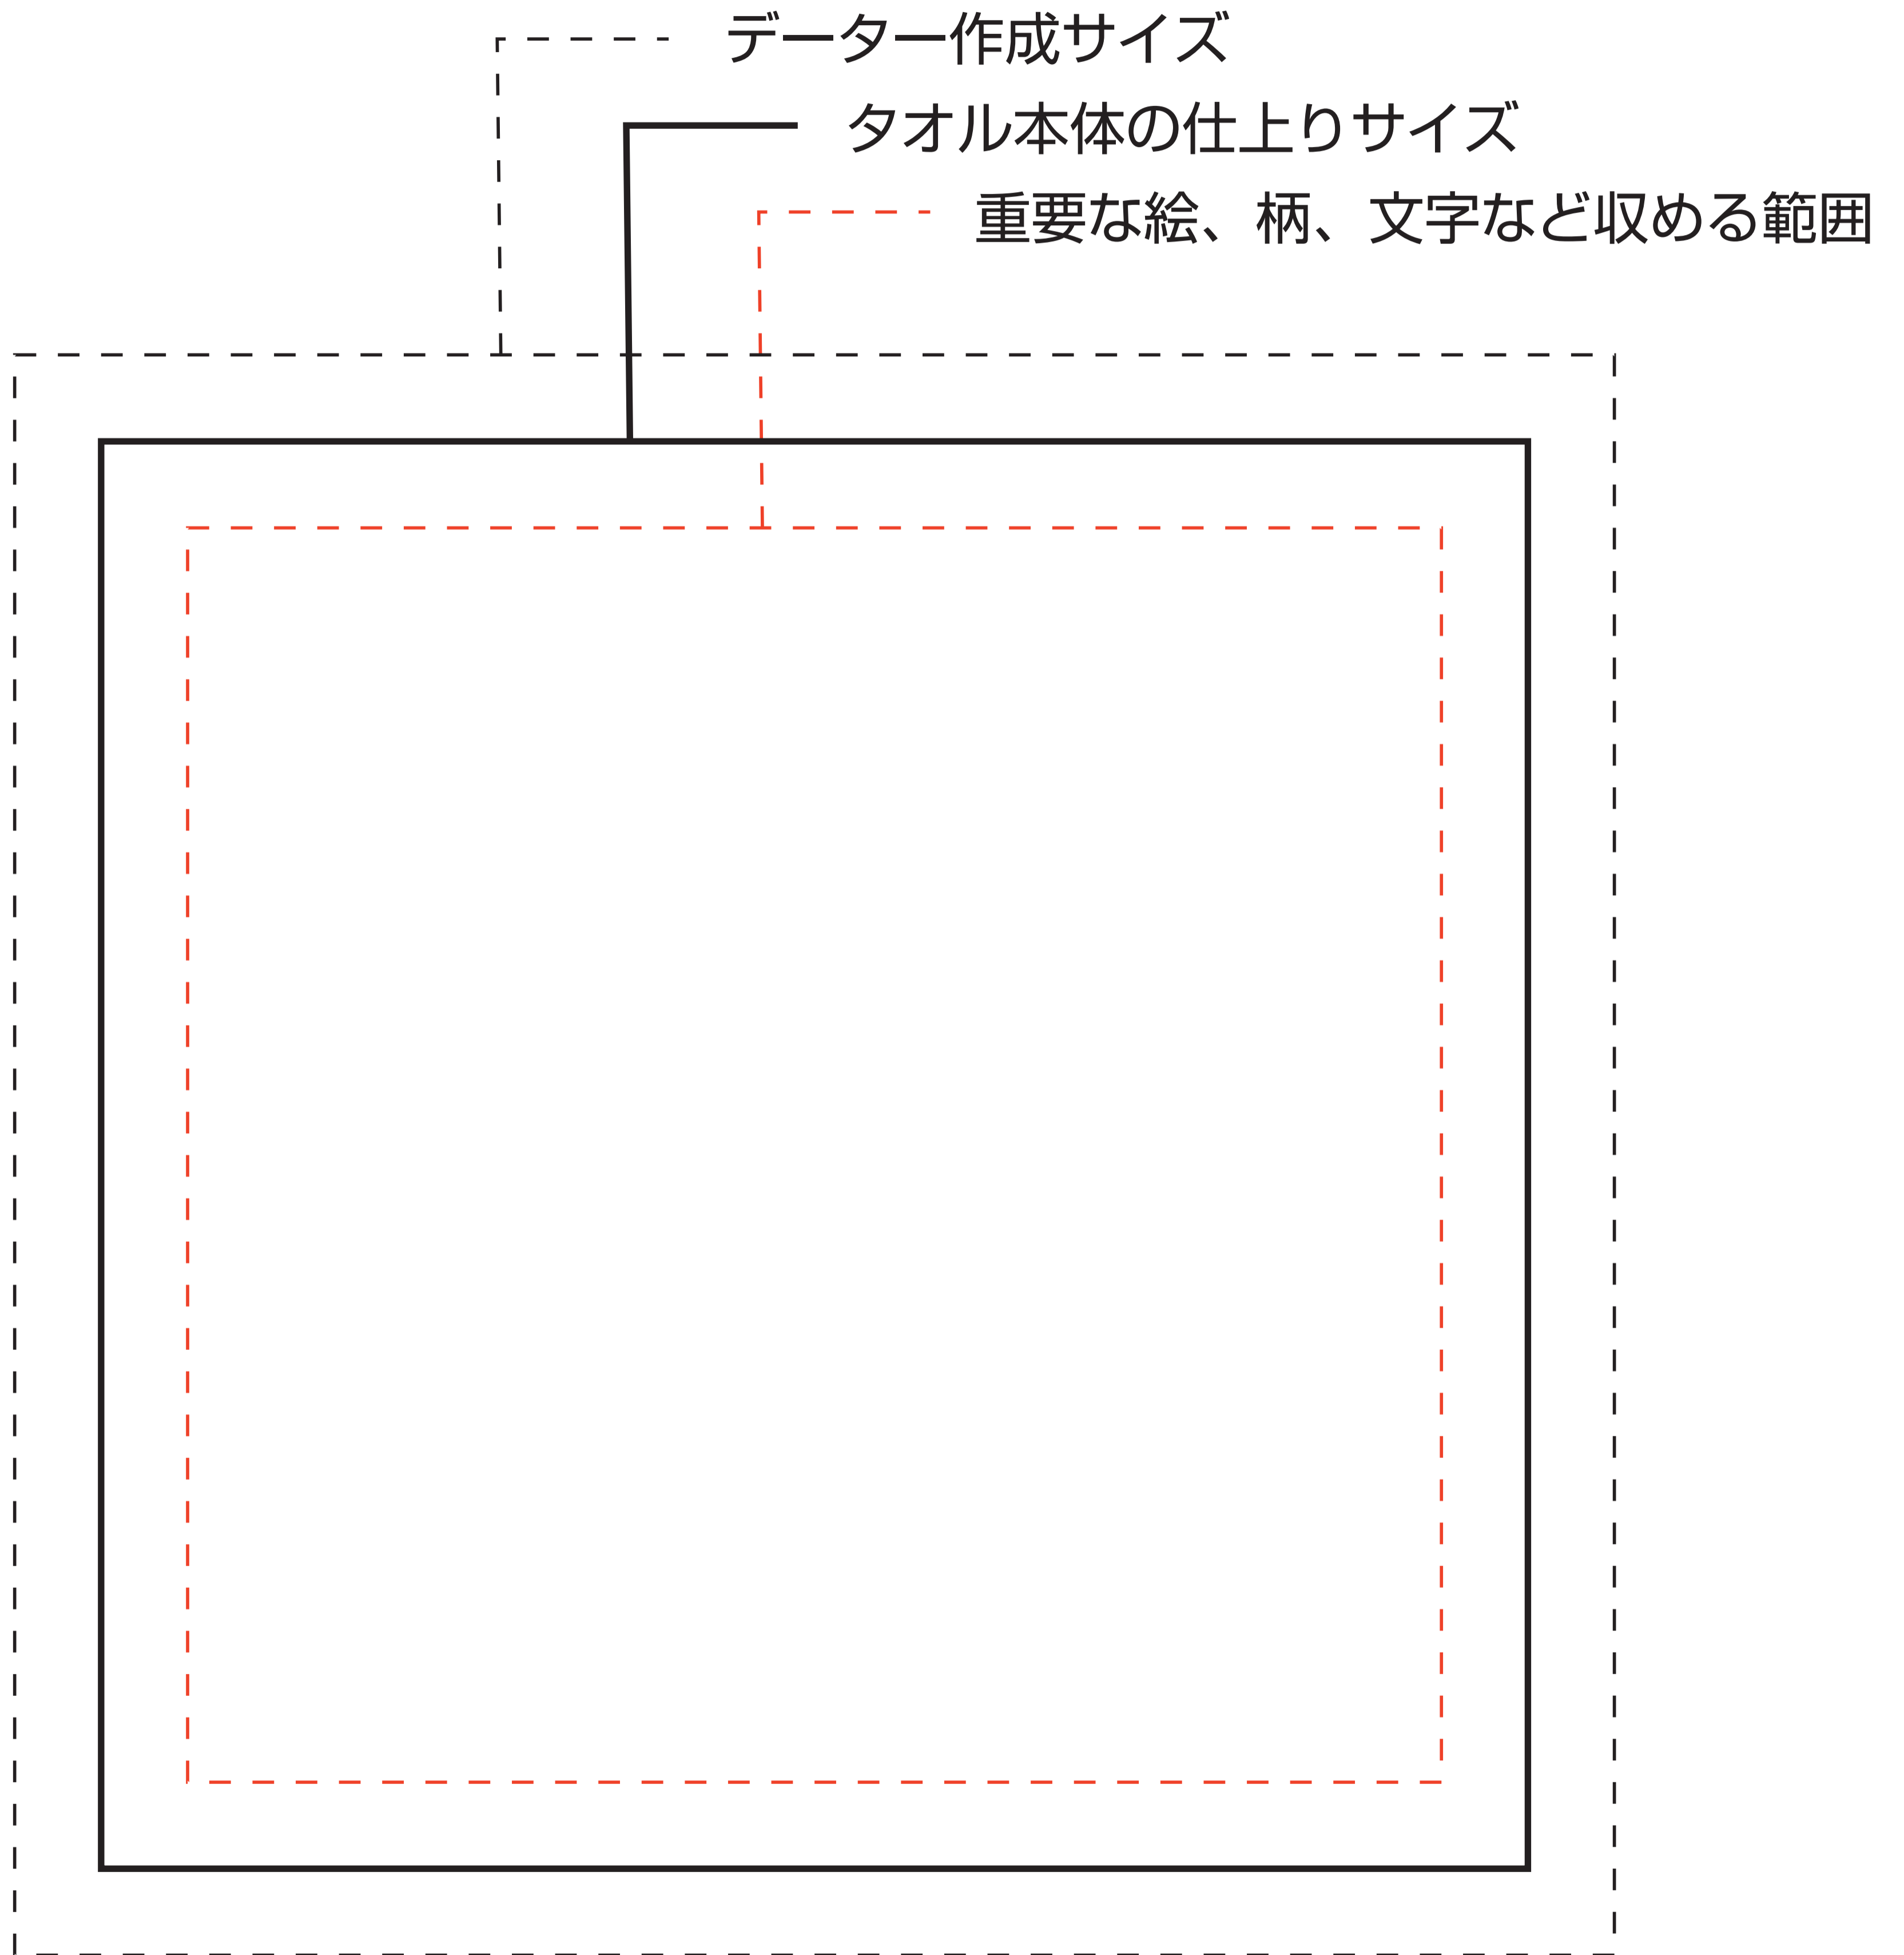 データー作成サイズ
タオル本体の仕上りサイズ
重要な絵、柄、文字など収める範囲